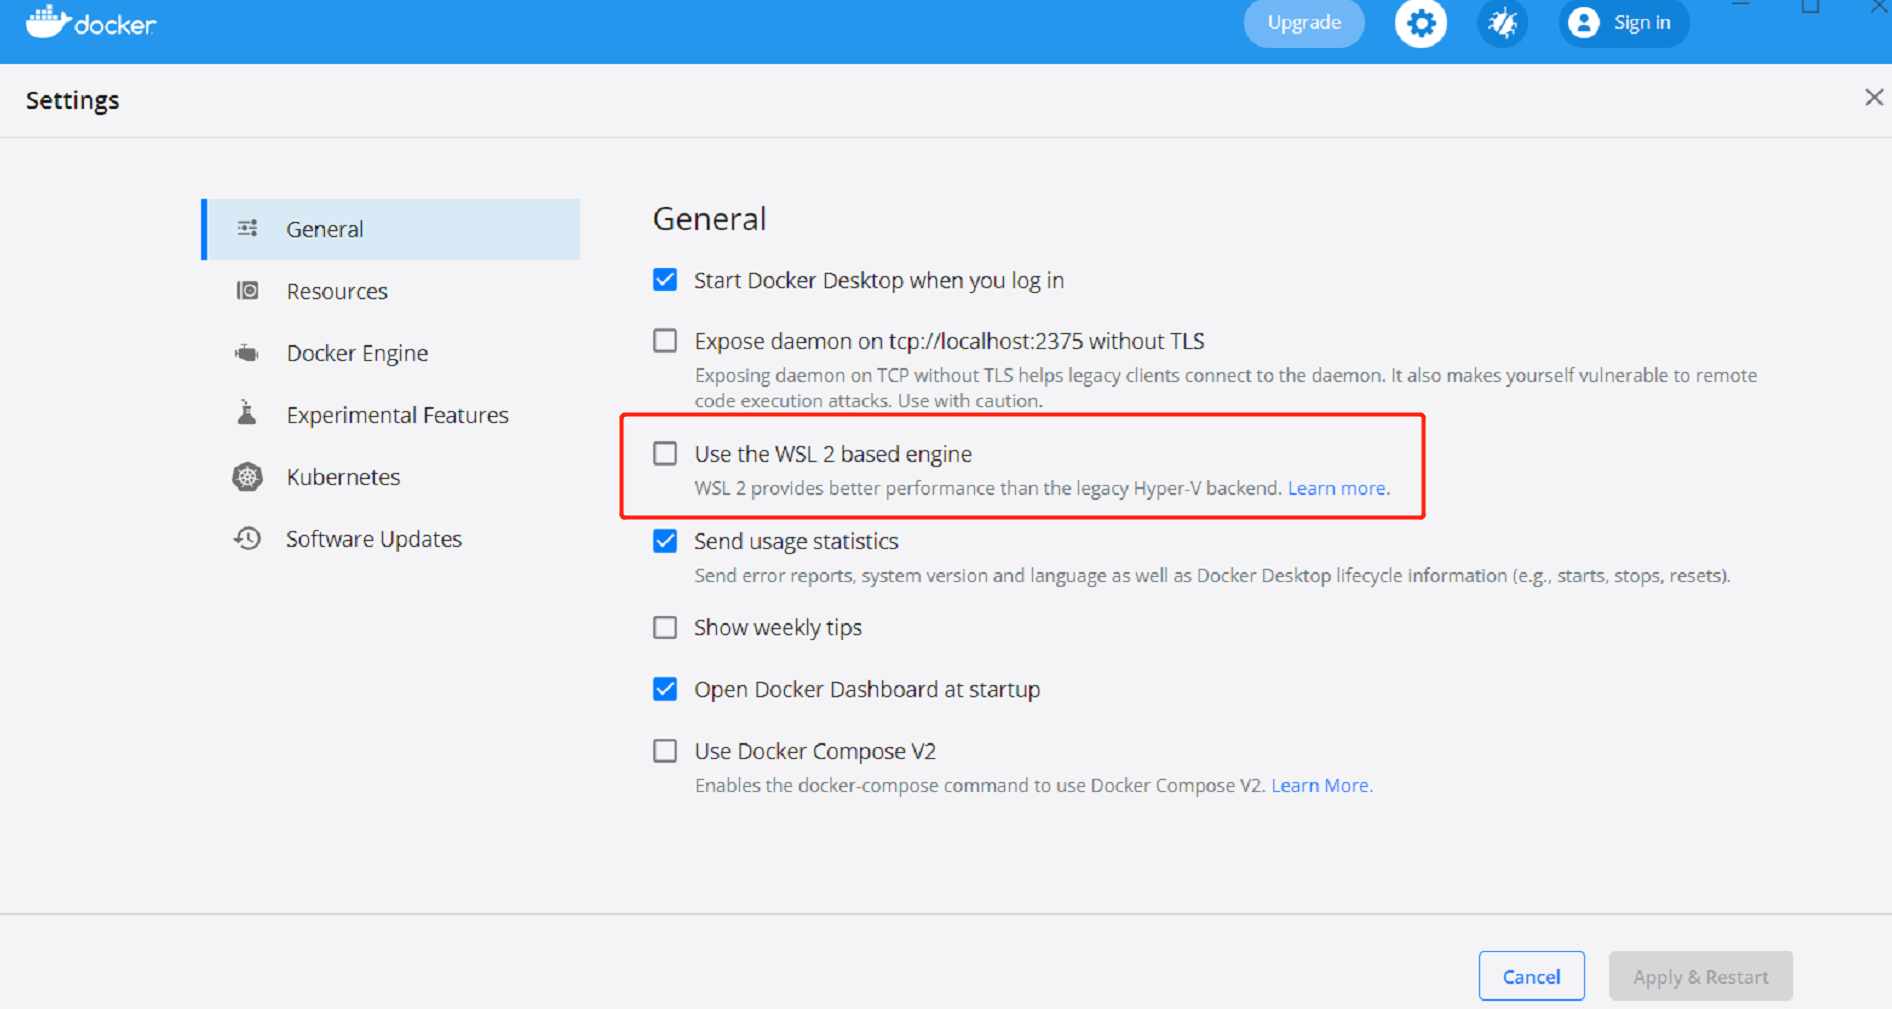 docker
Upgrade
Sign in
Settings
General
Resources
Docker Engine
Experimental Features
Kubernetes
Software Updates
General
Start Docker Desktop when you log in
Expose daemon on tcp://localhost:2375 without TLS
Exposing daemon on TCP without TLS helps legacy clients connect to the daemon. It also makes yourself vulnerable to remote
code execution attacks. Use with caution.
Use the WSL 2 based engine
WSL 2 provides better performance than the legacy Hyper-V backend. Learn more.
Send usage statistics
Send error reports, system version and language as well as Docker Desktop lifecycle information (e.g., starts, stops, resets).
Show weekly tips
Open Docker Dashboard at startup
Use Docker Compose V2
Enables the docker-compose command to use Docker Compose V2. Learn More.
Cancel
Apply & Restart